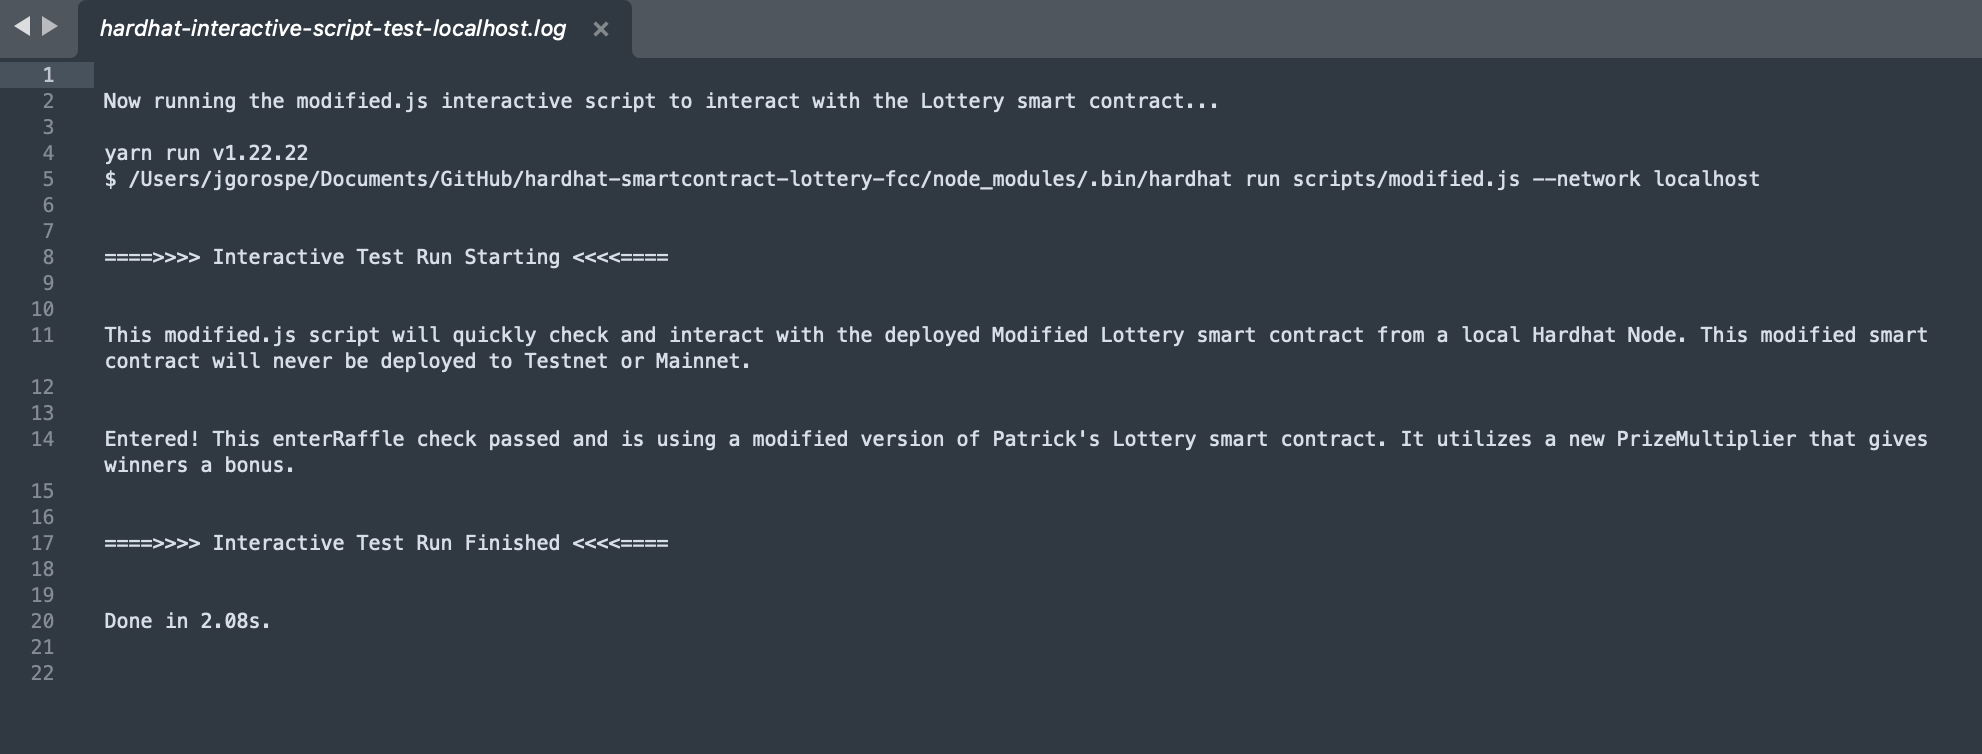 hardhat-interactive-script-test-localhost.log ×
1
2 Now running the modified.js interactive script to interact with the Lottery smart contract...
3
4 yarn run v1.22.22
5 $ /Users/jgorospe/Documents/GitHub/hardhat-smartcontract-lottery-fcc/node_modules/.bin/hardhat run scripts/modified.js --network localhost
6
7
8 ====>>>> Interactive Test Run Starting <<<<====
9
10
11 This modified.js script will quickly check and interact with the deployed Modified Lottery smart contract from a local Hardhat Node. This modified smart
contract will never be deployed to Testnet or Mainnet.
12
13
14 Entered! This enterRaffle check passed and is using a modified version of Patrick's Lottery smart contract. It utilizes a new PrizeMultiplier that gives
winners a bonus.
15
16
17 ====>>>> Interactive Test Run Finished <<<<====
18
19
20 Done in 2.08s.
21
22